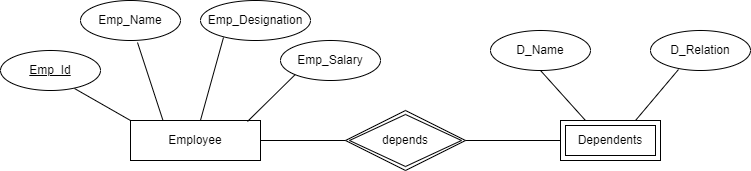 Emp_Name
Emp_Designation
Emp_Id
Emp_Salary
D_Name
D_Relation
Employee
depends
Dependents